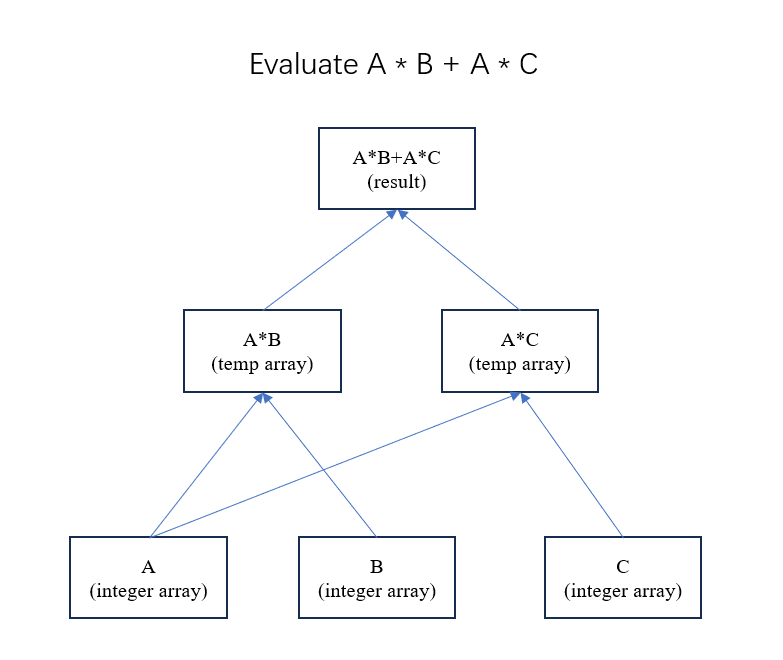 Evaluate A * B + A * C
A*B+A*C
(result)
A*B
(temp array)
A*C
(temp array)
A
(integer array)
B
(integer array)
C
(integer array)